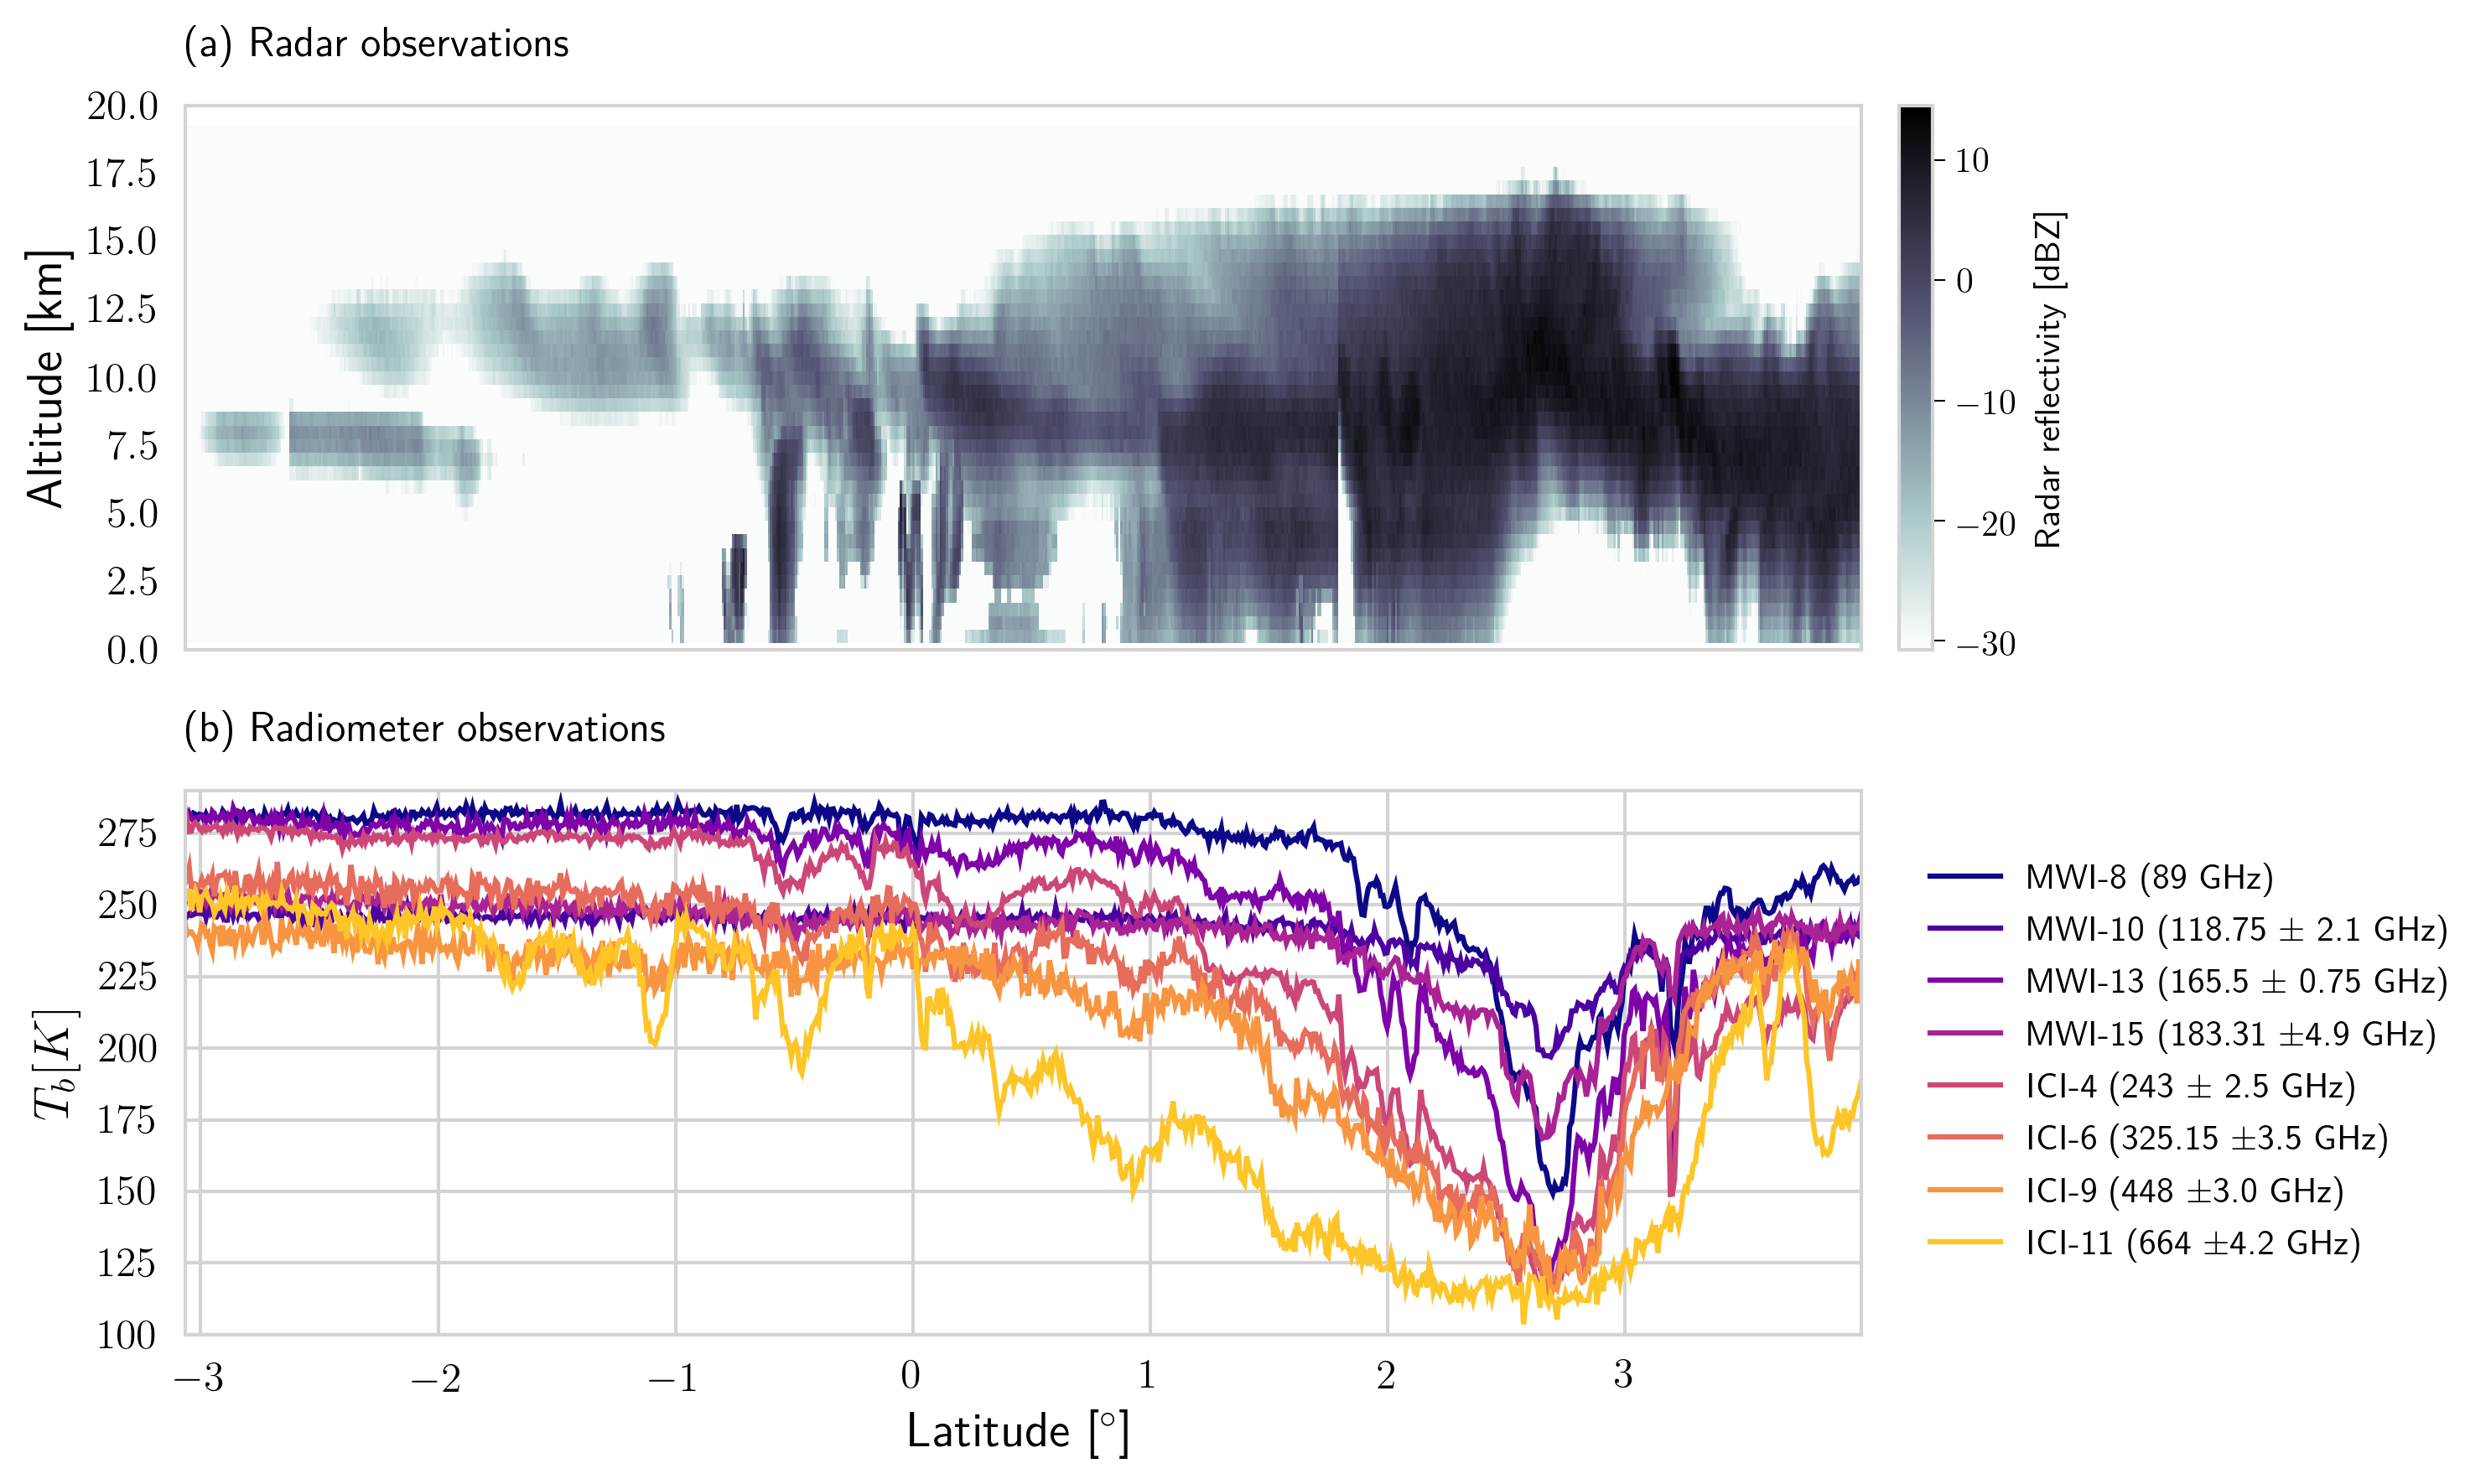 (a) Radar observations
20.0
17.5
15.0
12.5
10.0
7.5
5.0
2.5
0.0
Altitude [km]
10
0
−10
−20
−30
Radar reflectivity [dBZ]
(b) Radiometer observations
275
250
225
200
175
150
125
100
T_b[K]
−3
−2
−1
0
1
2
3
Latitude [°]
MWI-8 (89 GHz)
MWI-10 (118.75 ± 2.1 GHz)
MWI-13 (165.5 ± 0.75 GHz)
MWI-15 (183.31 ±4.9 GHz)
ICI-4 (243 ± 2.5 GHz)
ICI-6 (325.15 ±3.5 GHz)
ICI-9 (448 ±3.0 GHz)
ICI-11 (664 ±4.2 GHz)